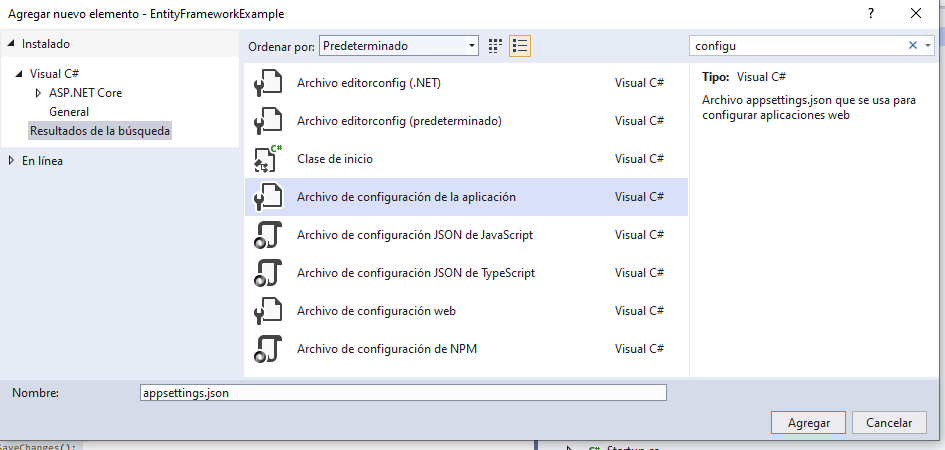 Agregar nuevo elemento - EntityFrameworkExample
?
Instalado
Visual C#
ASP.NET Core
General
Resultados de la búsqueda
En línea
Ordenar por: Predeterminado
Archivo editorconfig (.NET) Visual C#
Archivo editorconfig (predeterminado) Visual C#
C#
Clase de inicio Visual C#
Archivo de configuración de la aplicación Visual C#
Archivo de configuración JSON de JavaScript Visual C#
Archivo de configuración JSON de TypeScript Visual C#
Archivo de configuración web Visual C#
Archivo de configuración de NPM Visual C#
configu
Tipo: Visual C#
Archivo appsettings.json que se usa para
configurar aplicaciones web
Nombre: appsettings.json
Agregar Cancelar
SaveChanges();
C# Startup.cs